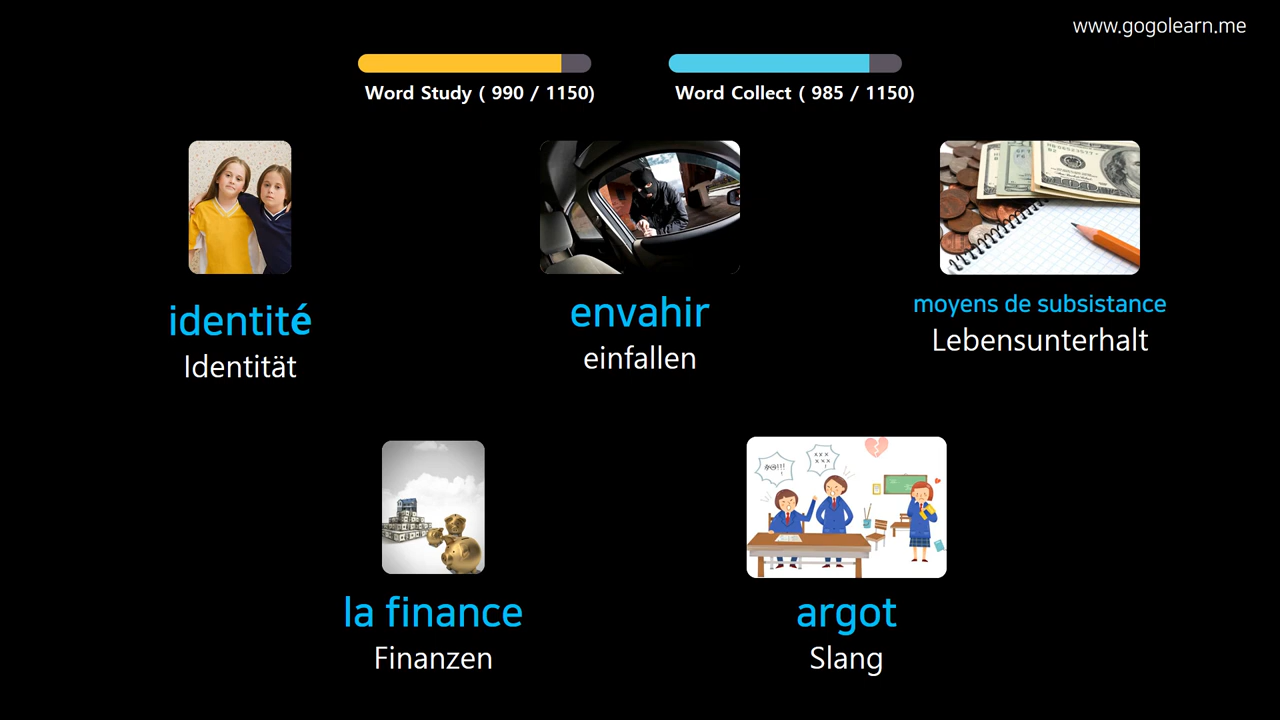 www.gogolearn.me
Word Study ( 990 / 1150)
Word Collect ( 985 / 1150)
identité
Identität
envahir
einfallen
moyens de subsistance
Lebensunterhalt
la finance
Finanzen
argot
Slang